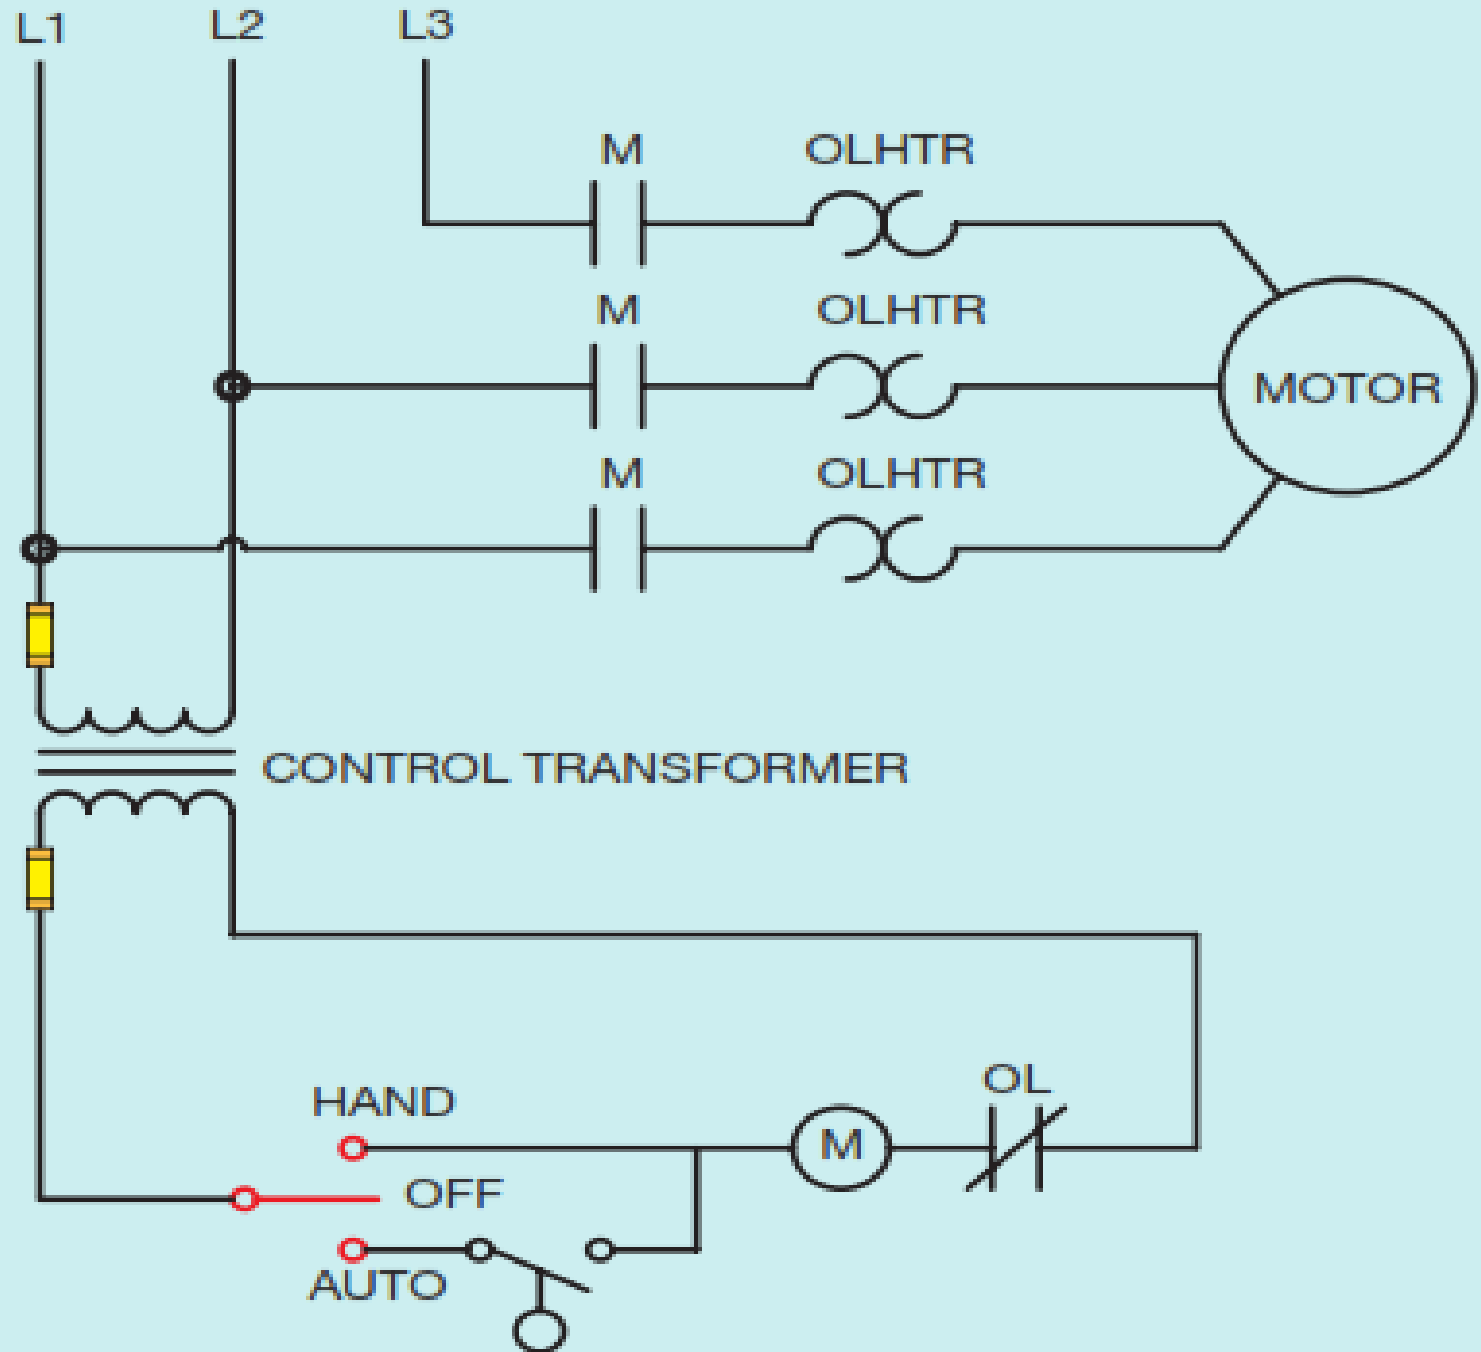 L1 L2 L3
M OLHTR
M OLHTR
MOTOR
M OLHTR
CONTROL TRANSFORMER
OL
HAND
M
OFF
AUTO